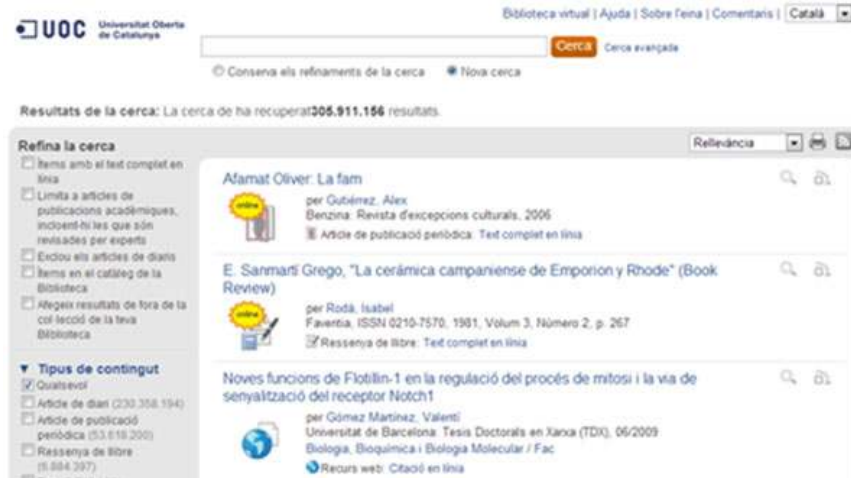 Biblioteca virtual | Ajuda | Sobre l'eina | Comentaris | Català
UOC Universitat Oberta
de Catalunya
Cerca Cerca avançada
Conserva els refinaments de la cerca Nova cerca
Resultats de la cerca: La cerca de ha recuperat305.911.156 resultats.
Refina la cerca
Rellevància
Ítems amb el text complet en
línia
Limita a articles de
publicacions acadèmiques,
incloent-hi les que són
revisades per experts
Exclou els articles de diaris
Ítems en el catàleg de la
Biblioteca
Afegeix resultats de fora de la
col·lecció de la teva
Biblioteca
Tipus de contingut
Qualsevol
Article de diari (230.358.194)
Article de publicació
periòdica (53.618.200)
Ressenya de llibre
(6.884.397)
Afamat Oliver: La fam
online
per Gutiérrez, Alex
Benzina: Revista d'excepcions culturals, 2006
Article de publicació periòdica: Text complet en línia
E. Sanmartí Grego, "La cerámica campaniense de Emporion y Rhode" (Book
Review)
online
per Rodà, Isabel
Faventia, ISSN 0210-7570, 1981, Volum 3, Número 2, p. 267
Ressenya de llibre: Text complet en línia
Noves funcions de Flotillin-1 en la regulació del procés de mitosi i la via de
senyalització del receptor Notch1
per Gómez Martínez, Valentí
Universitat de Barcelona. Tesis Doctorals en Xarxa (TDX), 06/2009
Biologia, Bioquímica i Biologia Molecular / Fac
Recurs web: Citació en línia